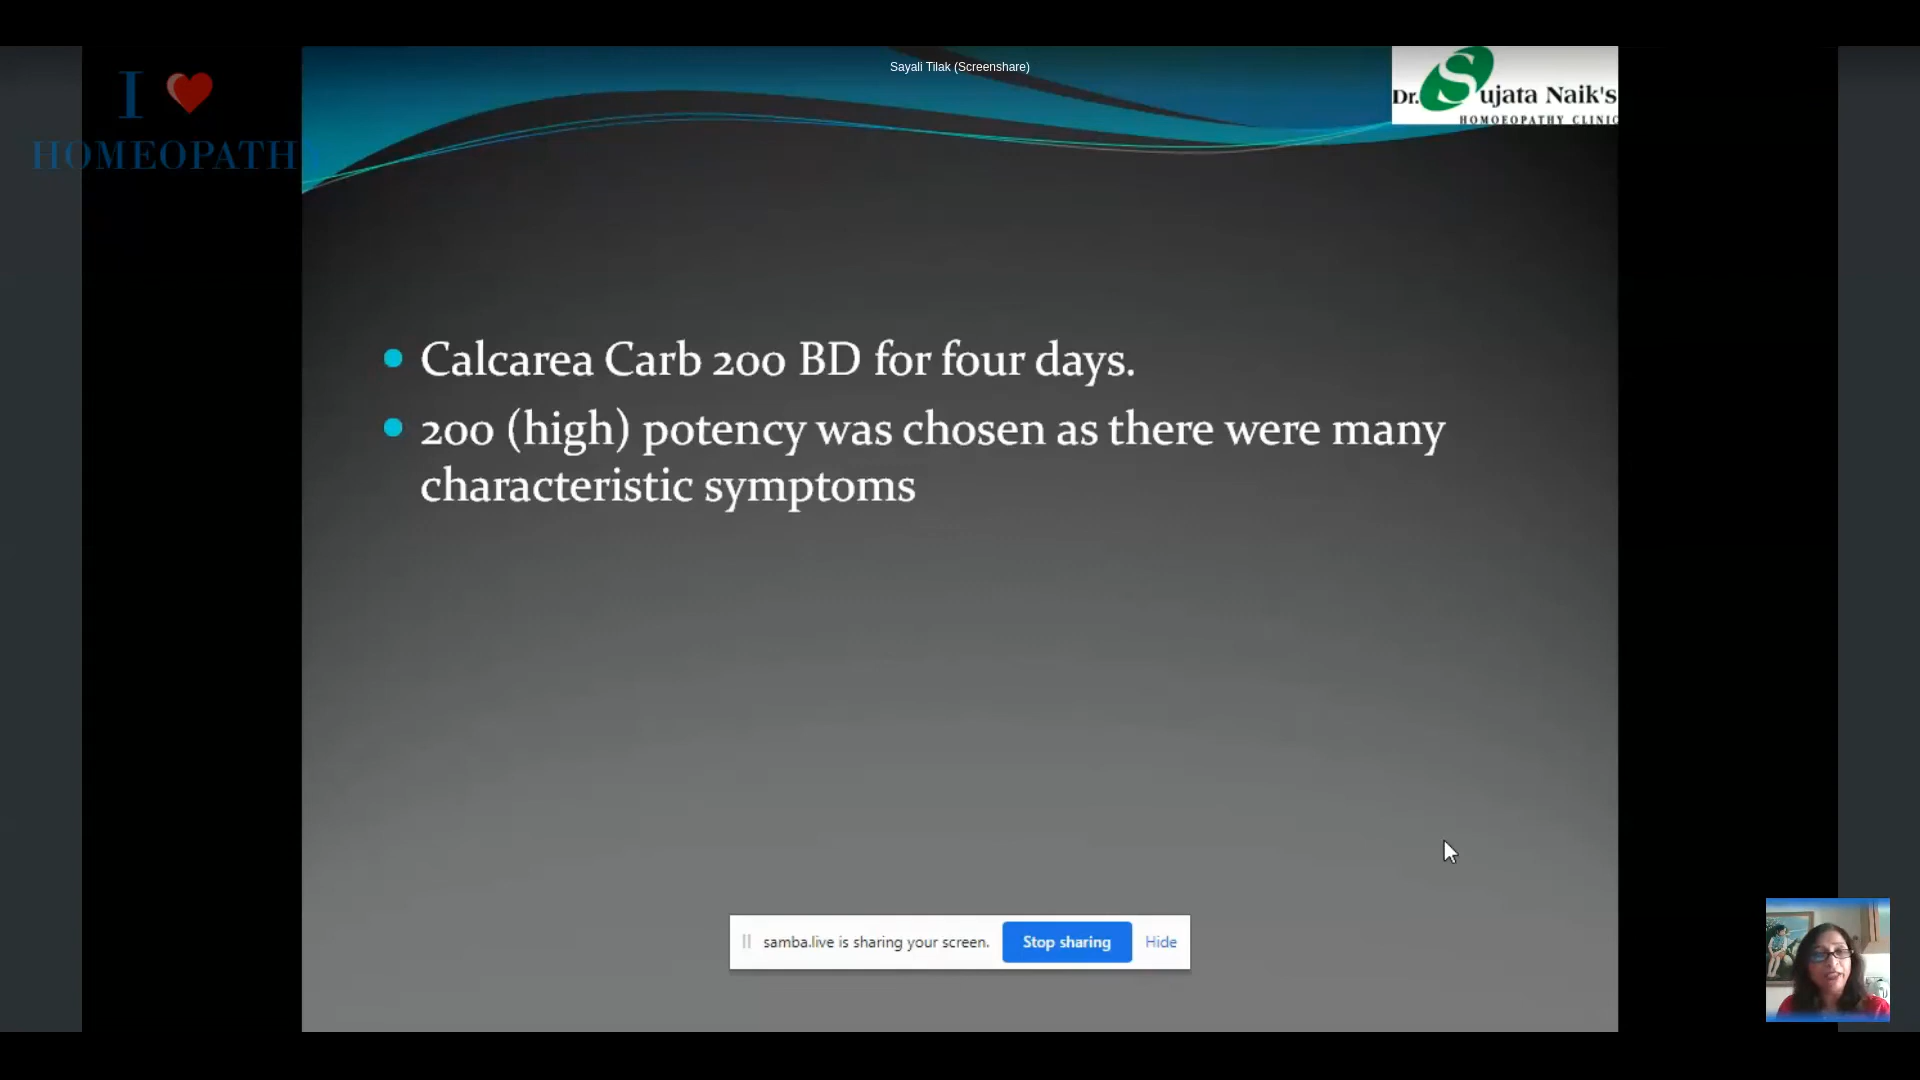 Sayali Tilak (Screenshare)
I
HOMEOPATHY
Dr. Sujata Naik's
HOMOEOPATHY CLINIC
Calcarea Carb 200 BD for four days.
200 (high) potency was chosen as there were many
characteristic symptoms
samba.live is sharing your screen. Stop sharing Hide